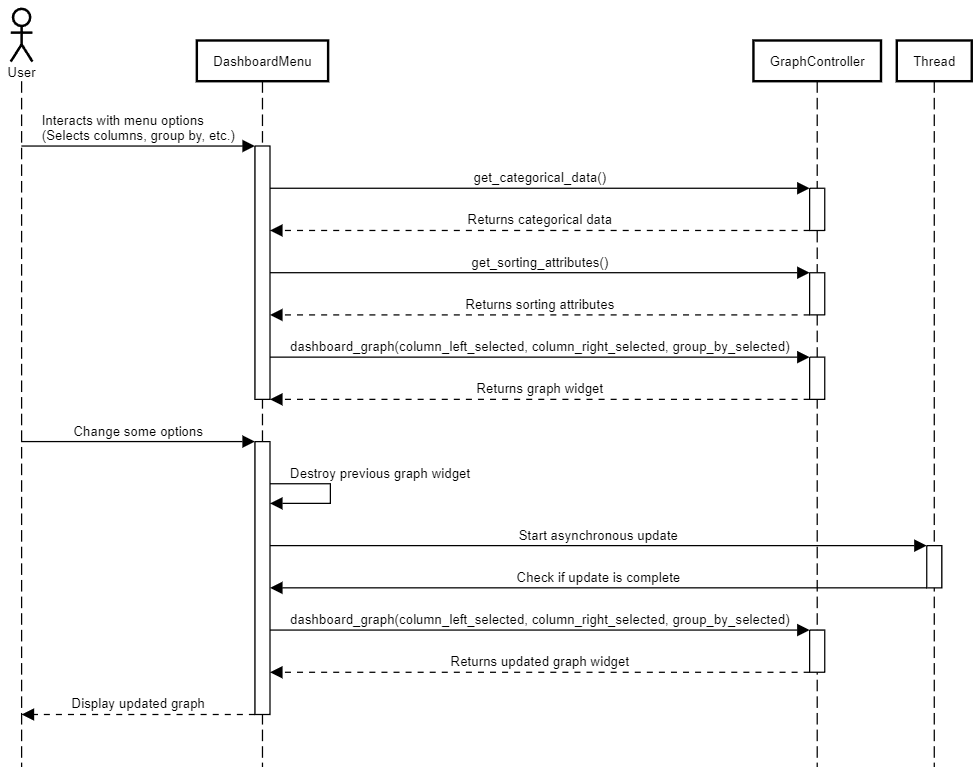 User
DashboardMenu
GraphController
Thread
Interacts with menu options
(Selects columns, group by, etc.)
get_categorical_data()
Returns categorical data
get_sorting_attributes()
Returns sorting attributes
dashboard_graph(column_left_selected, column_right_selected, group_by_selected)
Returns graph widget
Change some options
Destroy previous graph widget
Start asynchronous update
Check if update is complete
dashboard_graph(column_left_selected, column_right_selected, group_by_selected)
Returns updated graph widget
Display updated graph